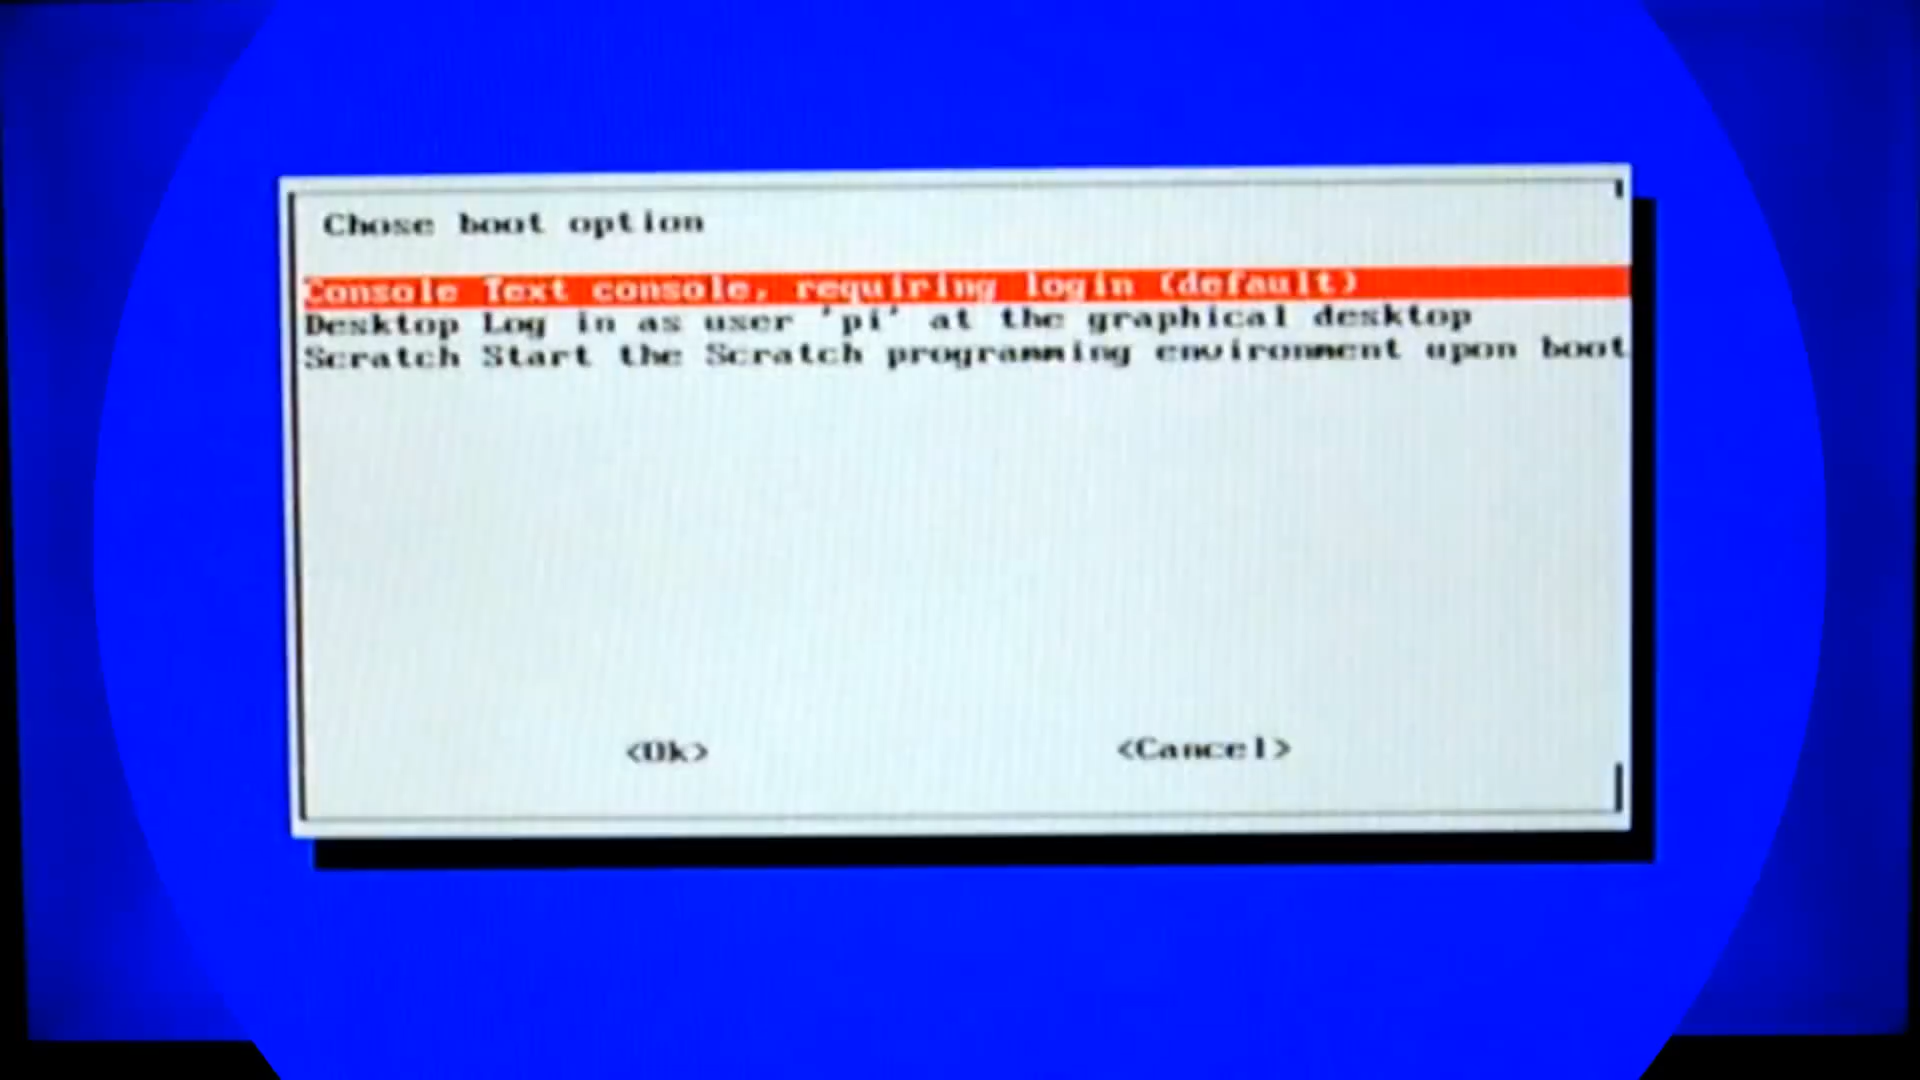 Chose boot option
Console Text console, requiring login (default)
Desktop Log in as user 'pi' at the graphical desktop
Scratch Start the Scratch programming environment upon boot
<Ok>
<Cancel>